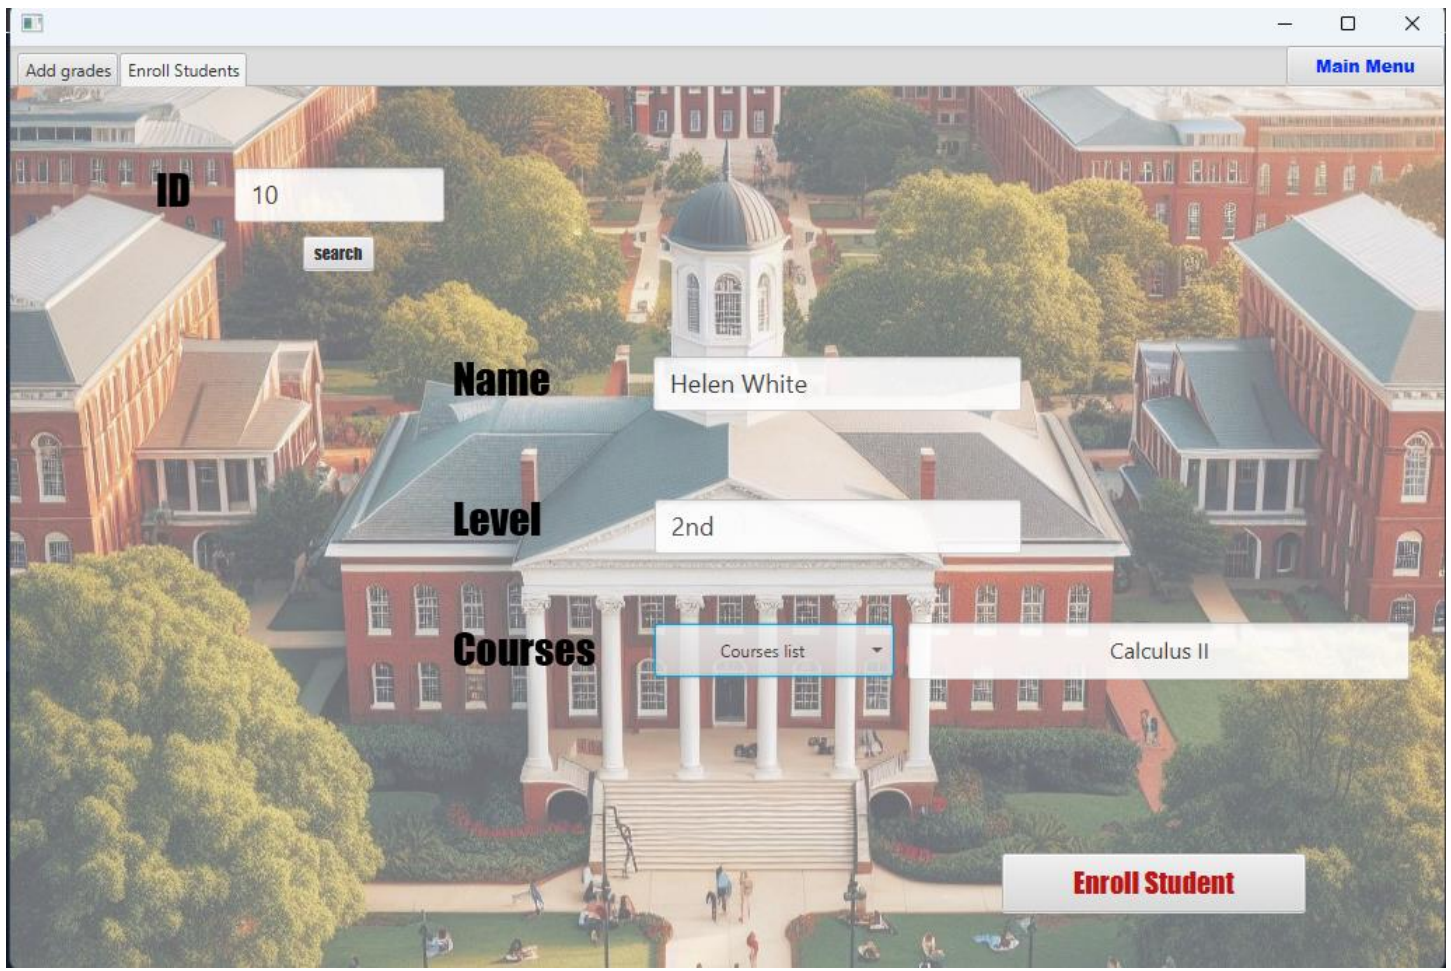 Add grades Enroll Students Main Menu
ID 10
search
Name Helen White
Level 2nd
Courses Courses list Calculus II
Enroll Student